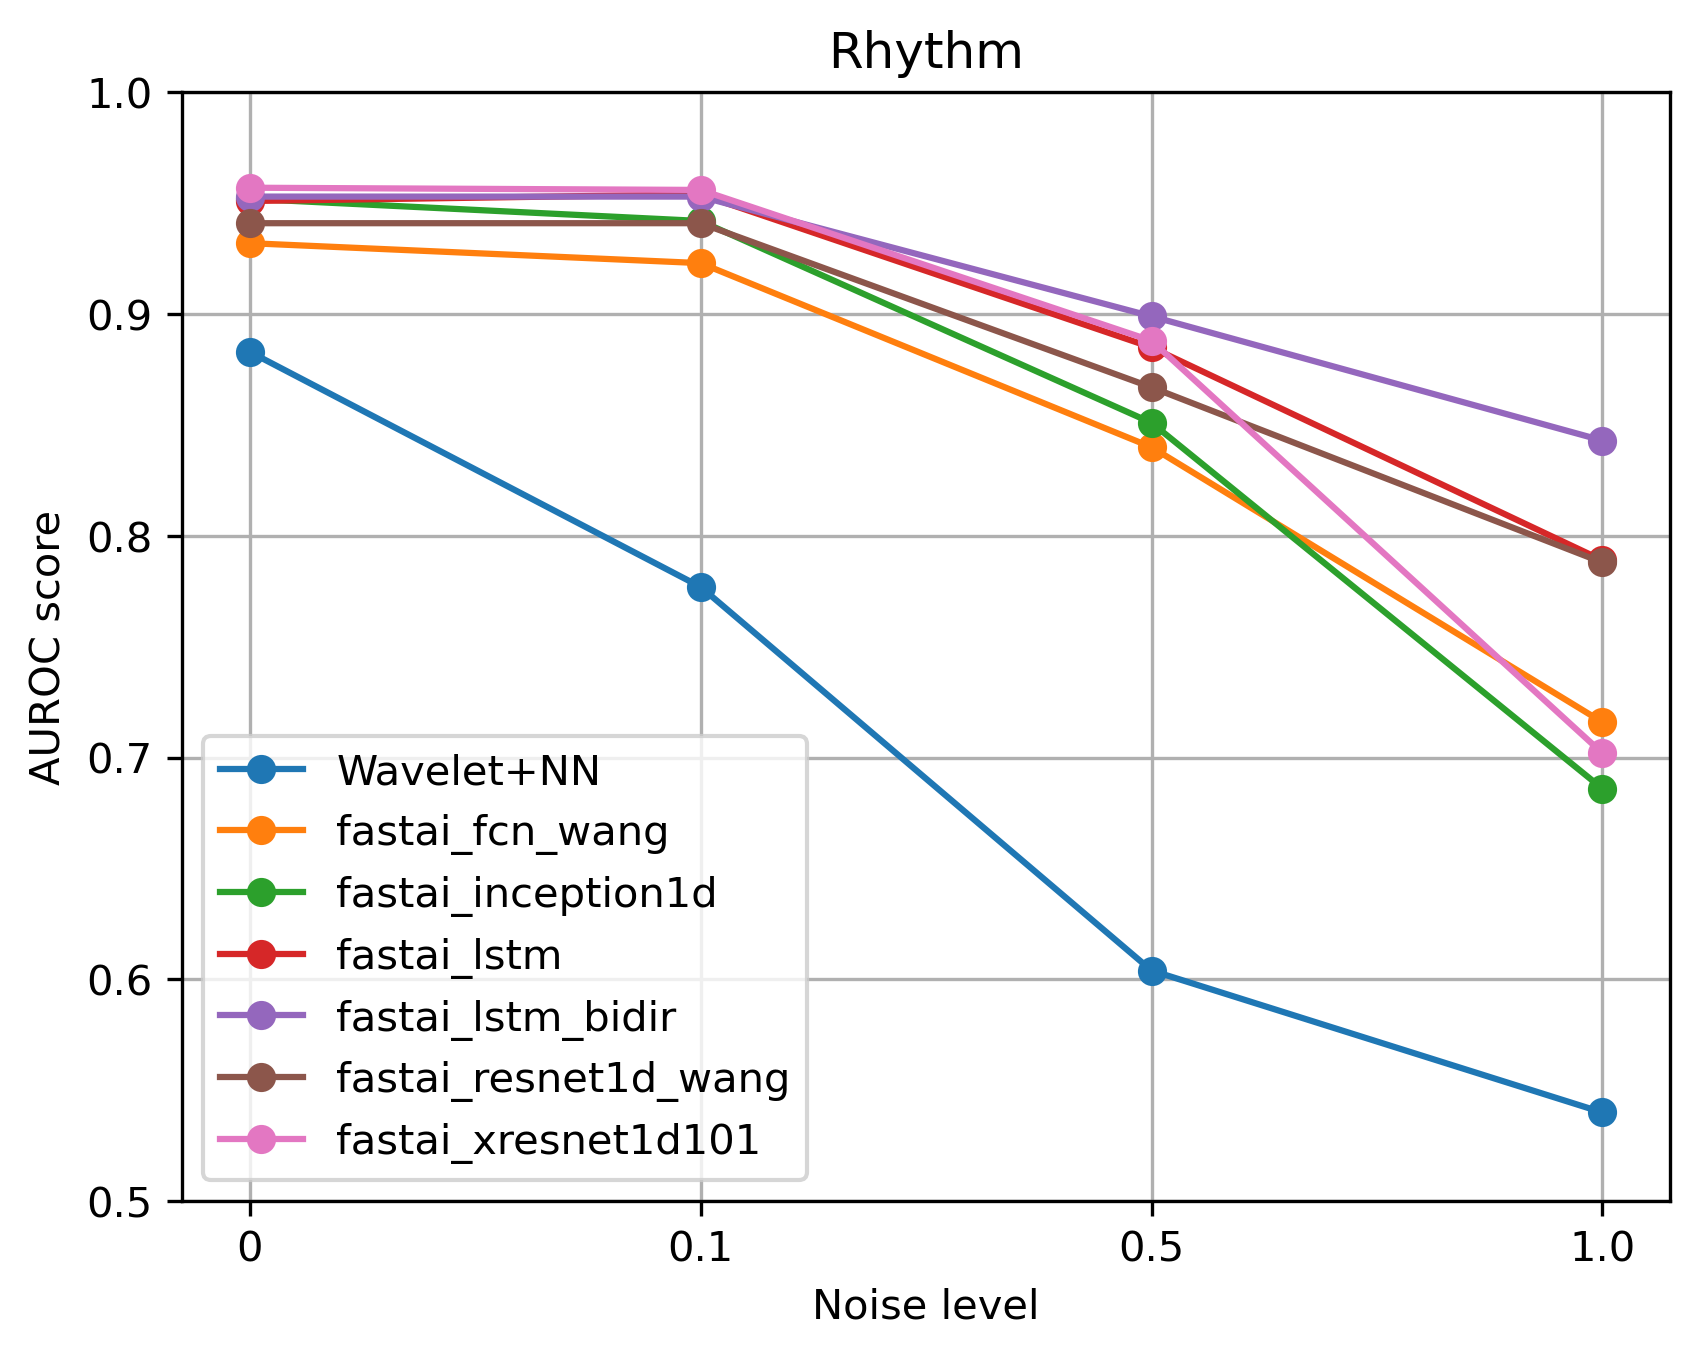 Rhythm
1.0
0.9
0.8
0.7
0.6
0.5
AUROC score
Wavelet+NN
fastai_fcn_wang
fastai_inception1d
fastai_lstm
fastai_lstm_bidir
fastai_resnet1d_wang
fastai_xresnet1d101
0 0.1 0.5 1.0
Noise level